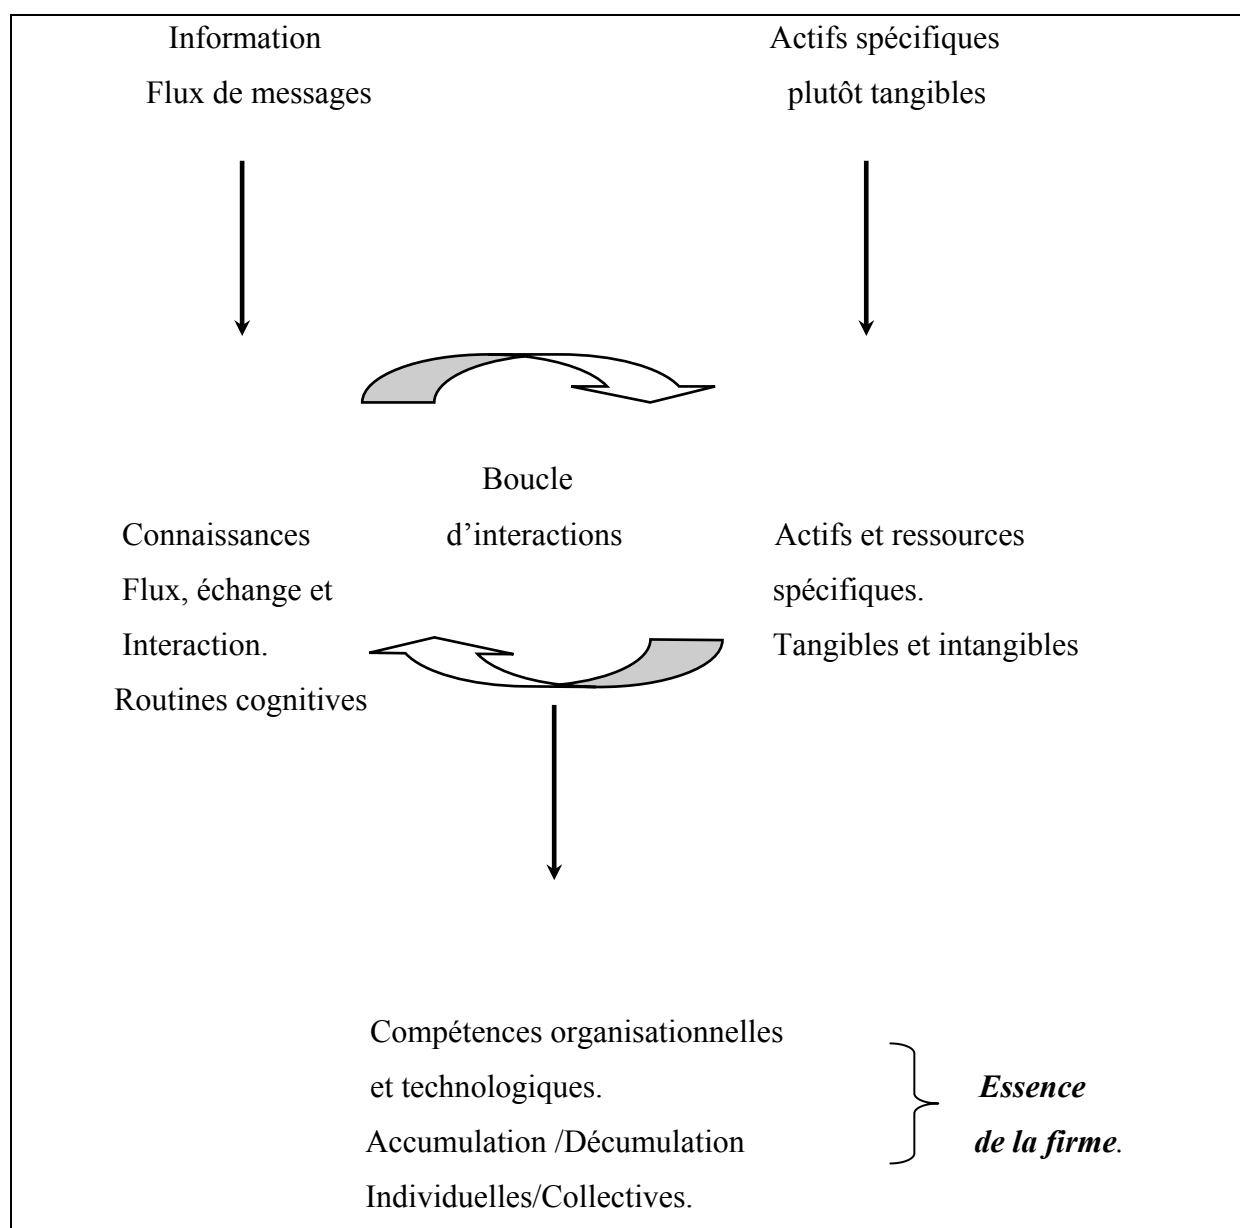 Information
Flux de messages
Actifs spécifiques
plutôt tangibles
Boucle
d’interactions
Connaissances
Flux, échange et
Interaction.
Routines cognitives
Actifs et ressources
spécifiques.
Tangibles et intangibles
Compétences organisationnelles
et technologiques.
Accumulation /Décumulation
Individuelles/Collectives.
Essence
de la firme.